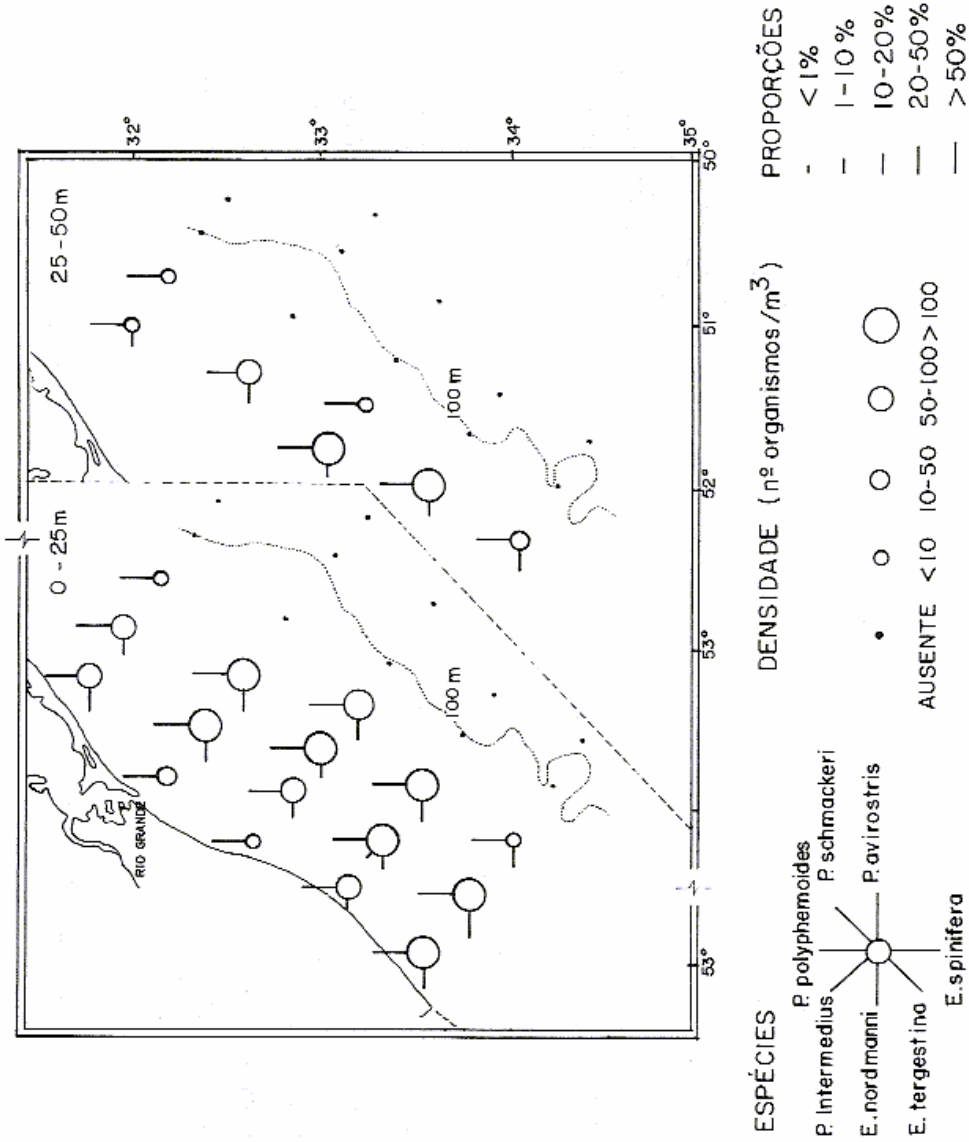 0-25m
25-50m
32°
33°
34°
35°
50°
51°
52°
53°
53°
100 m
100 m
RIO GRANDE
ESPÉCIES
P. polyphemoides
P. Intermedius
P. schmackeri
E. nordmanni
P. avirostris
E. tergestina
E. spinifera
DENSIDADE (nº organismos/m³)
AUSENTE <10 10-50 50-100 >100
PROPORÇÕES
- <1%
– 1-10%
— 10-20%
— 20-50%
— >50%